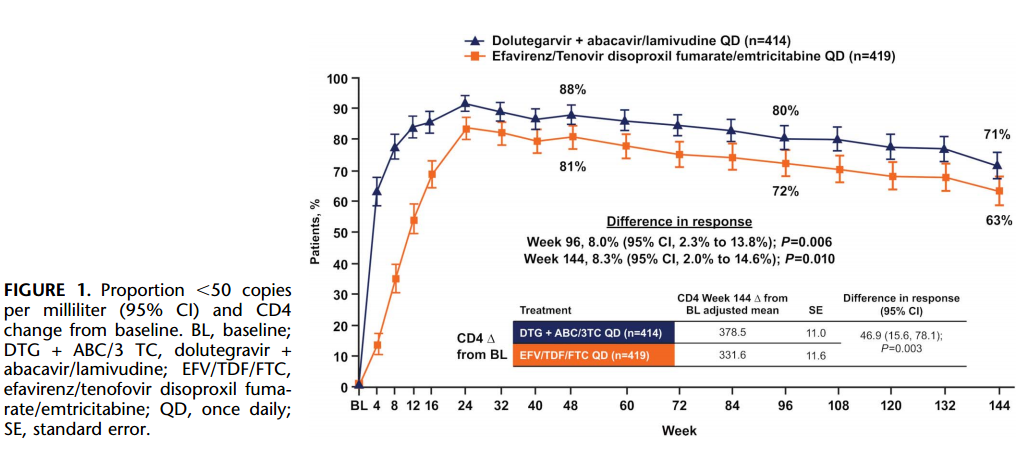 Dolutegarvir + abacavir/lamivudine QD (n=414)
Efavirenz/Tenovir disoproxil fumarate/emtricitabine QD (n=419)
Patients, %
100
90
80
70
60
50
40
30
20
10
0
88%
81%
80%
72%
71%
63%
Difference in response
Week 96, 8.0% (95% CI, 2.3% to 13.8%); P=0.006
Week 144, 8.3% (95% CI, 2.0% to 14.6%); P=0.010
CD4 Δ
from BL
Treatment
CD4 Week 144 Δ from
BL adjusted mean
SE
Difference in response
(95% CI)
DTG + ABC/3TC QD (n=414)
378.5
11.0
EFV/TDF/FTC QD (n=419)
331.6
11.6
46.9 (15.6, 78.1);
P=0.003
BL 4 8 12 16 24 32 40 48 60 72 84 96 108 120 132 144
Week
FIGURE 1. Proportion <50 copies
per milliliter (95% CI) and CD4
change from baseline. BL, baseline;
DTG + ABC/3 TC, dolutegravir +
abacavir/lamivudine; EFV/TDF/FTC,
efavirenz/tenofovir disoproxil fuma-
rate/emtricitabine; QD, once daily;
SE, standard error.